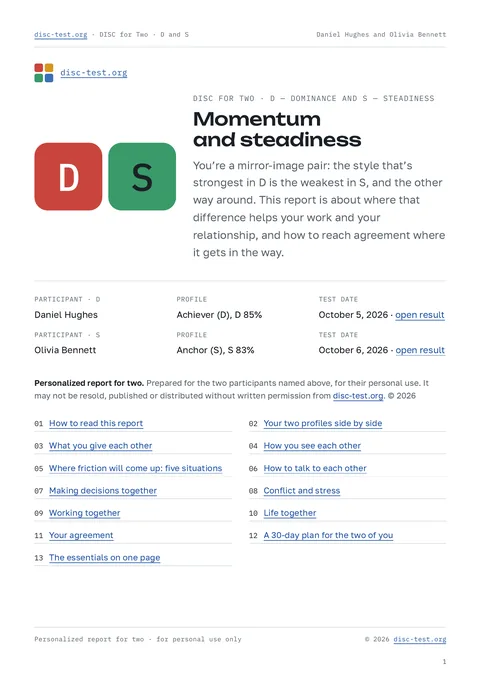 disc-test.org · DISC for Two · D and S
Daniel Hughes and Olivia Bennett
disc-test.org
DISC FOR TWO · D — DOMINANCE AND S — STEADINESS
Momentum
and steadiness
D S
You're a mirror-image pair: the style that's
strongest in D is the weakest in S, and the other
way around. This report is about where that
difference helps your work and your
relationship, and how to reach agreement where
it gets in the way.
PARTICIPANT · D PROFILE TEST DATE
Daniel Hughes Achiever (D), D 85% October 5, 2026 · open result
PARTICIPANT · S PROFILE TEST DATE
Olivia Bennett Anchor (S), S 83% October 6, 2026 · open result
Personalized report for two. Prepared for the two participants named above, for their personal use. It
may not be resold, published or distributed without written permission from disc-test.org. © 2026
01 How to read this report
02 Your two profiles side by side
03 What you give each other
04 How you see each other
05 Where friction will come up: five situations
06 How to talk to each other
07 Making decisions together
08 Conflict and stress
09 Working together
10 Life together
11 Your agreement
12 A 30-day plan for the two of you
13 The essentials on one page
Personalized report for two · for personal use only
© 2026 disc-test.org
1